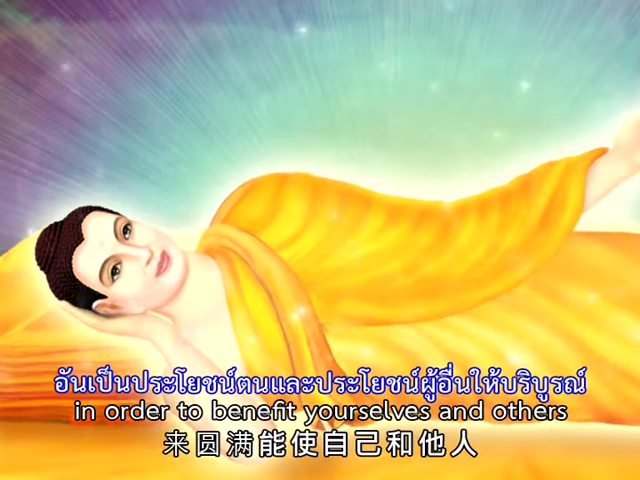 อันเป็นประโยชน์ตนและประโยชน์ผู้อื่นให้บริบูรณ์
in order to benefit yourselves and others
来圆满能使自己和他人